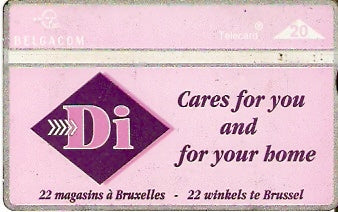 BELGACOM
Telecard
20
Di
Cares for you
and
for your home
22 magasins à Bruxelles - 22 winkels te Brussel